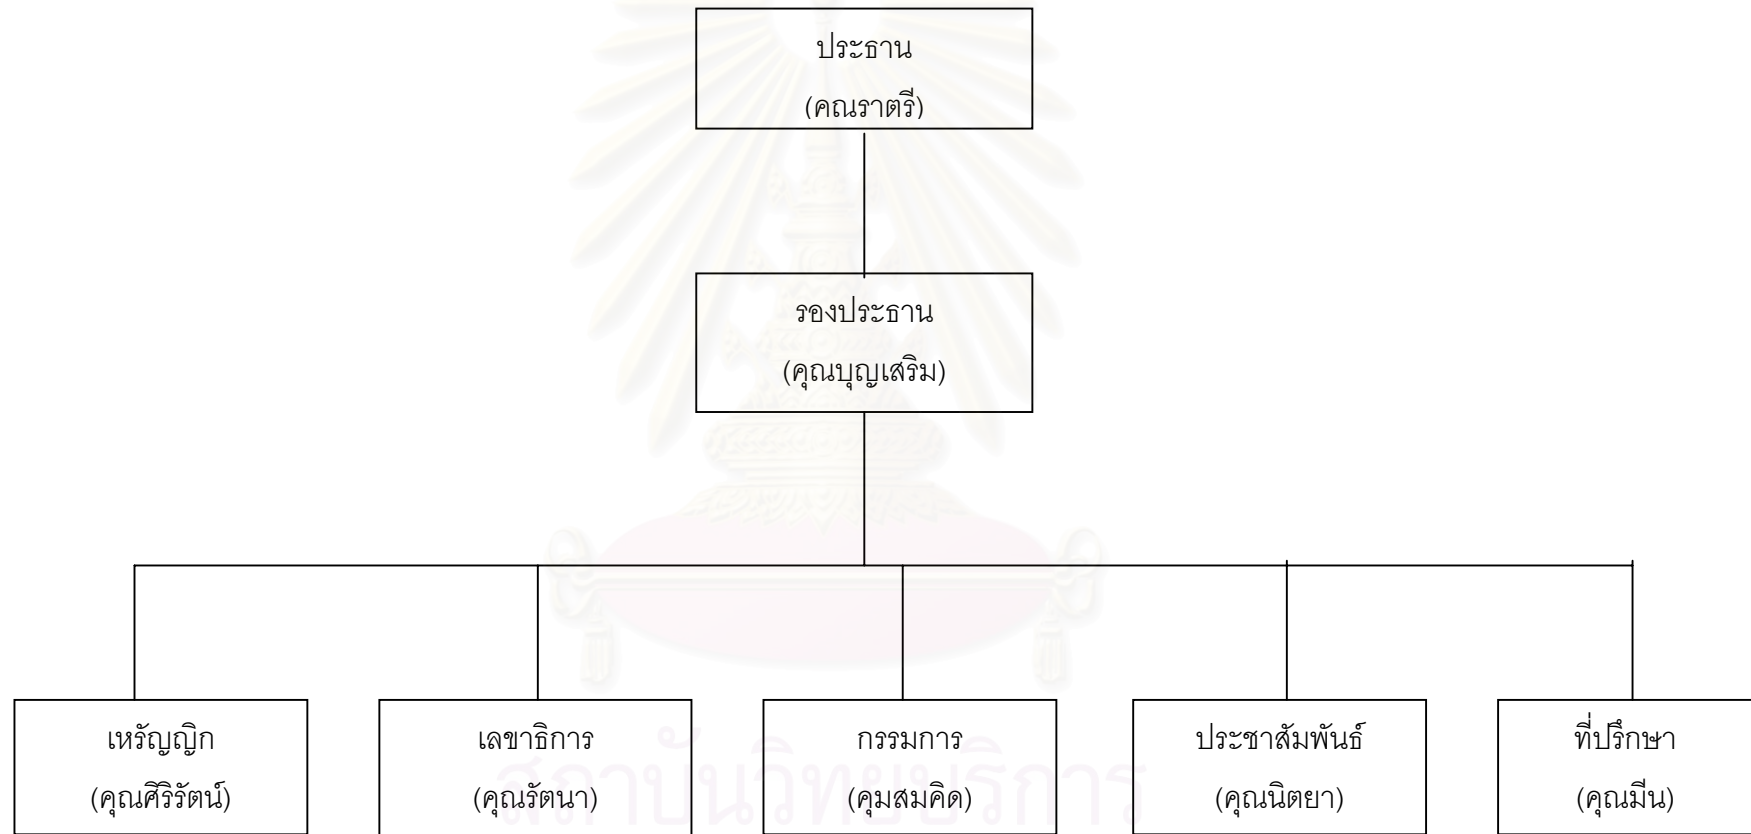 ประธาน
(คณราตรี)
รองประธาน
(คุณบุญเสริม)
เหรัญญิก
(คุณศิริรัตน์)
เลขาธิการ
(คุณรัตนา)
กรรมการ
(คุมสมคิด)
ประชาสัมพันธ์
(คุณนิตยา)
ที่ปรึกษา
(คุณมีน)
สถาบันวิทยบริการ